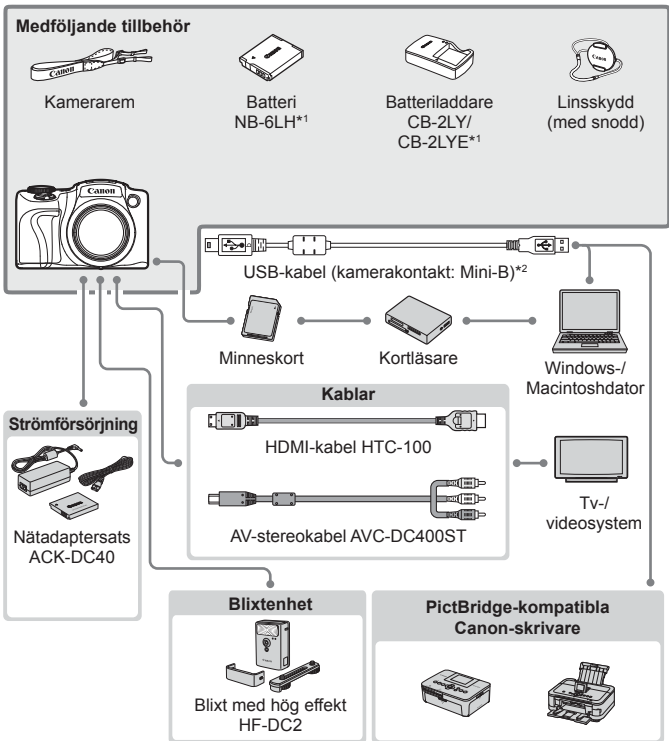 Medföljande tillbehör
Canon
Kamerarem
Batteri
NB-6LH*1
Batteriladdare
CB-2LY/
CB-2LYE*1
Linsskydd
(med snodd)
Canon
USB-kabel (kamerakontakt: Mini-B)*2
Minneskort
Kortläsare
Windows-/
Macintoshdator
Strömförsörjning
Nätadaptersats
ACK-DC40
Kablar
HDMI-kabel HTC-100
AV-stereokabel AVC-DC400ST
Tv-/
videosystem
Blixtenhet
Blixt med hög effekt
HF-DC2
PictBridge-kompatibla
Canon-skrivare